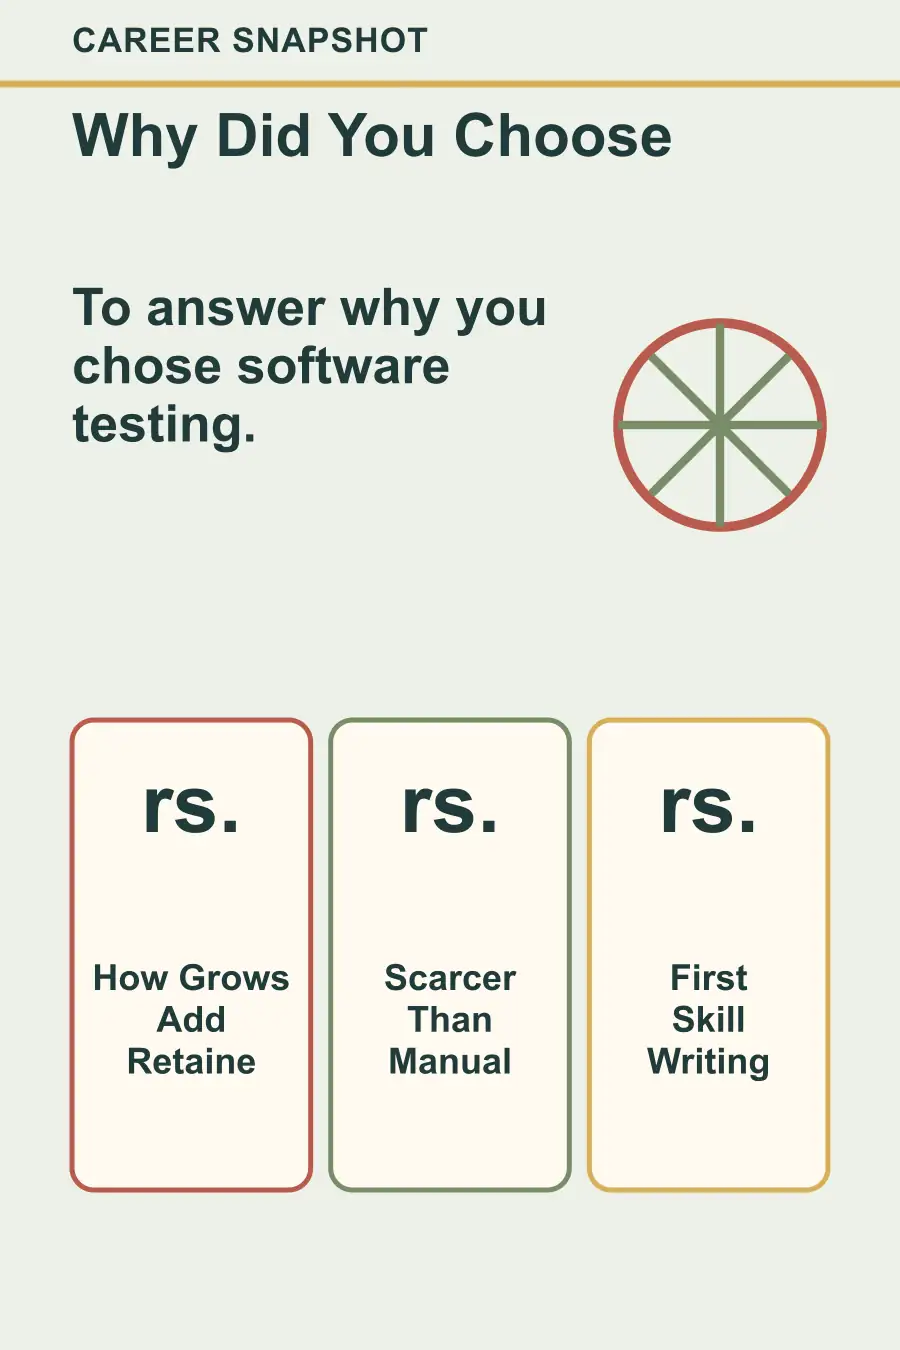 CAREER SNAPSHOT
Why Did You Choose
To answer why you
chose software
testing.
rs.
How Grows
Add
Retaine
rs.
Scarcer
Than
Manual
rs.
First
Skill
Writing